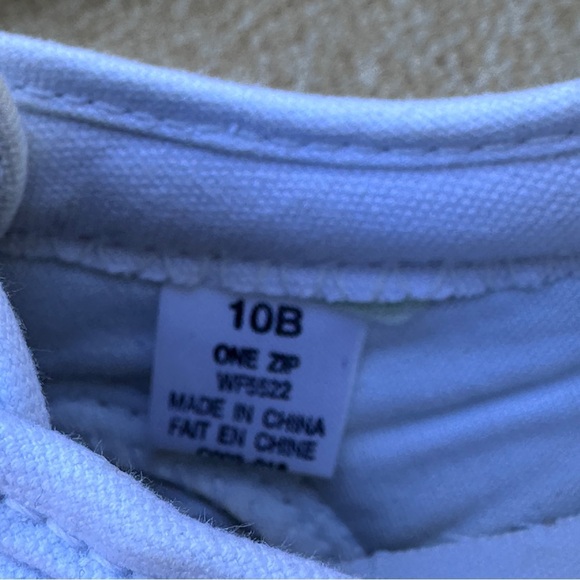 10B
ONE ZIP
WF5522
MADE IN CHINA
FAIT EN CHINE